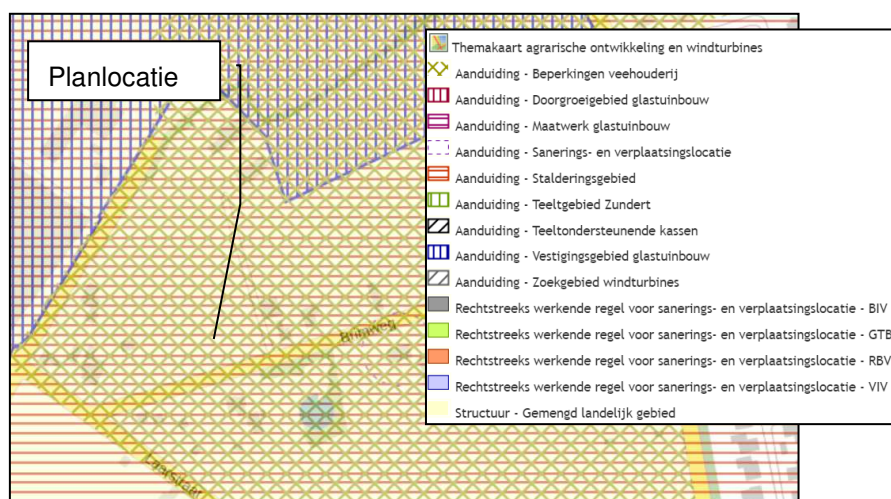 Planlocatie
Themakaart agrarische ontwikkeling en windturbines
Aanduiding - Beperkingen veehouderij
Aanduiding - Doorgroeigebied glastuinbouw
Aanduiding - Maatwerk glastuinbouw
Aanduiding - Sanerings- en verplaatsingslocatie
Aanduiding - Stalderingsgebied
Aanduiding - Teeltgebied Zundert
Aanduiding - Teeltondersteunende kassen
Aanduiding - Vestigingsgebied glastuinbouw
Aanduiding - Zoekgebied windturbines
Rechtstreeks werkende regel voor sanerings- en verplaatsingslocatie - BIV
Rechtstreeks werkende regel voor sanerings- en verplaatsingslocatie - GTB
Rechtstreeks werkende regel voor sanerings- en verplaatsingslocatie - RBV
Rechtstreeks werkende regel voor sanerings- en verplaatsingslocatie - VIV
Structuur - Gemengd landelijk gebied
Laarstraat